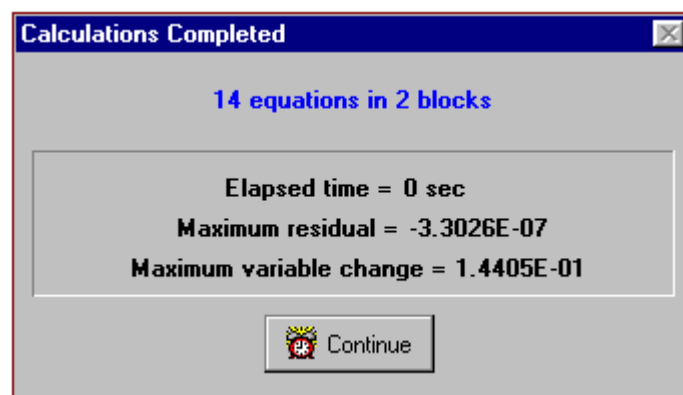 Calculations Completed
14 equations in 2 blocks
Elapsed time = 0 sec
Maximum residual = -3.3026E-07
Maximum variable change = 1.4405E-01
Continue